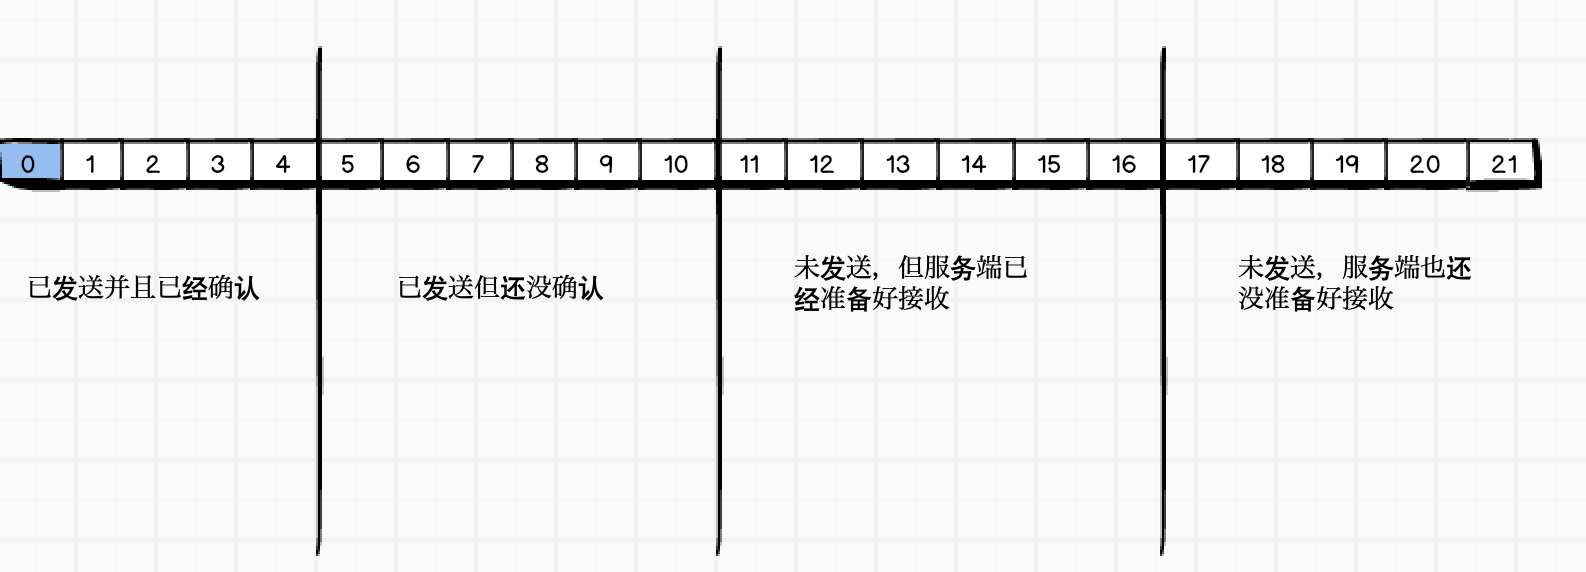 0 1 2 3 4 5 6 7 8 9 10 11 12 13 14 15 16 17 18 19 20 21
已发送并且已经确认
已发送但还没确认
未发送，但服务端已
经准备好接收
未发送，服务端也还
没准备好接收